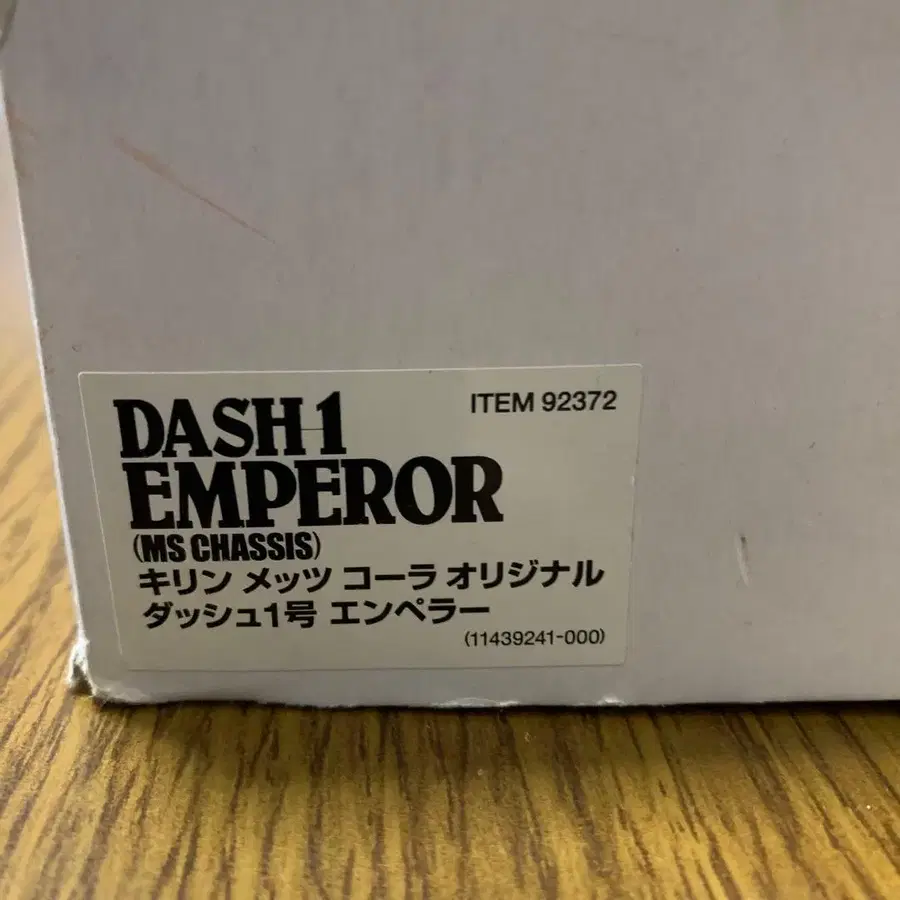 DASH 1
ITEM 92372
EMPEROR
(MS CHASSIS)
キリン メッツ コーラ オリジナル
ダッシュ1号 エンペラー
(11439241-000)